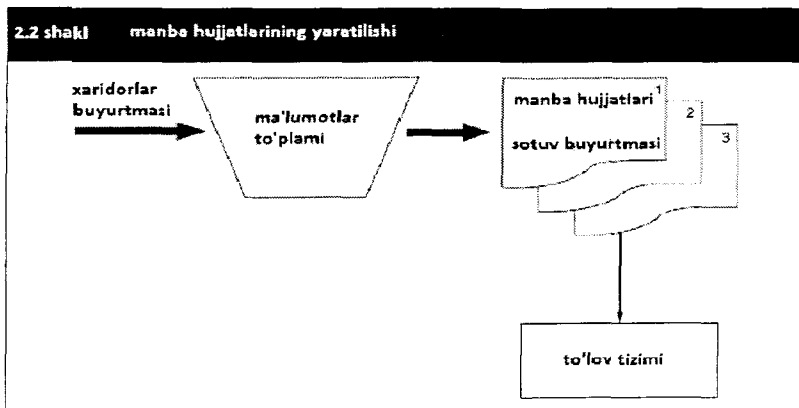 2.2 shakl manba hujjatlarining yaratilishi
xaridorlar
buyurtmasi
ma'lumotlar
to'plami
manba hujjatlari 1
sotuv buyurtmasi
2
3
to'lov tizimi